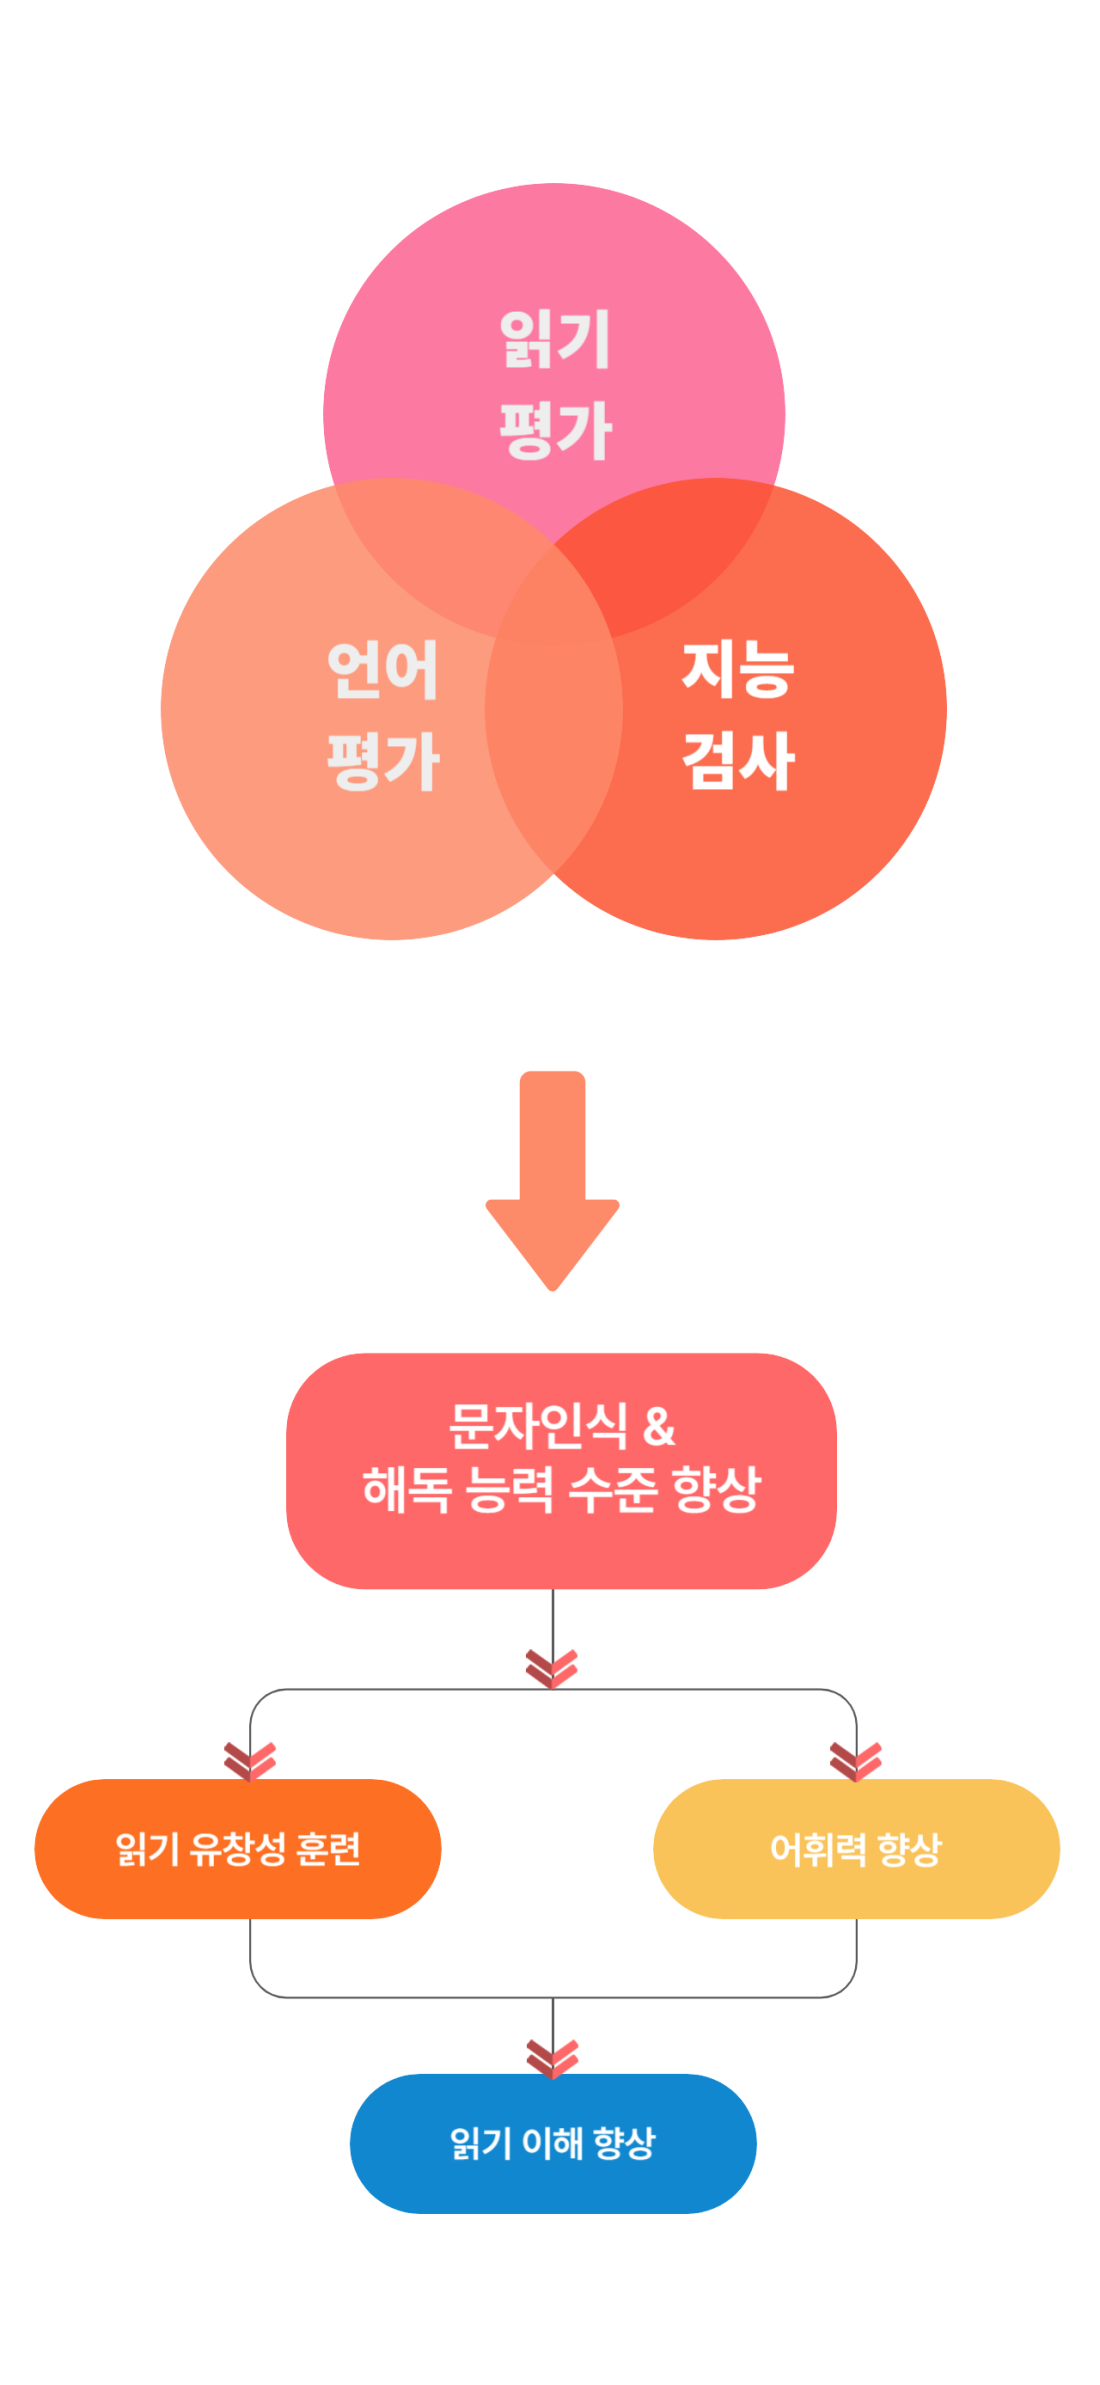 읽기
평가
언어
평가
지능
검사
문자인식 &
해독 능력 수준 향상
읽기 유창성 훈련
어휘력 향상
읽기 이해 향상